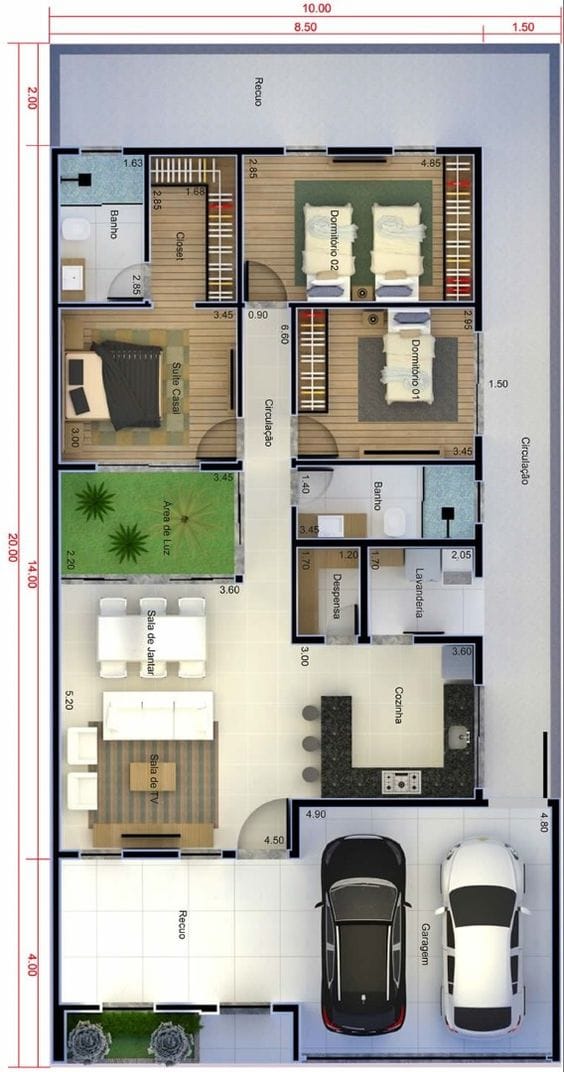 10.00
8.50
1.50
2.00
Recuo
1.63
1.68
2.85
2.85
4.85
Banho
Closet
Dormitório 02
2.85
3.45
0.90
6.60
2.95
Suíte Casal
Circulação
Dormitório 01
1.50
3.00
3.45
Circulação
3.45
1.40
Banho
Área de Luz
3.45
20.00
14.00
2.20
1.70
1.20
1.70
2.05
3.60
Despensa
Lavanderia
Sala de Jantar
3.00
3.60
5.20
Cozinha
Sala de TV
4.50
4.90
4.80
Recuo
Garagem
4.00